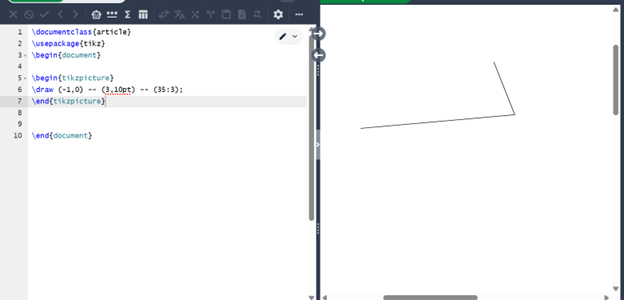 1 \documentclass{article}
2 \usepackage{tikz}
3 \begin{document}
4
5 \begin{tikzpicture}
6 \draw (-1,0) -- (3,10pt) -- (35:3);
7 \end{tikzpicture}
8
9
10 \end{document}